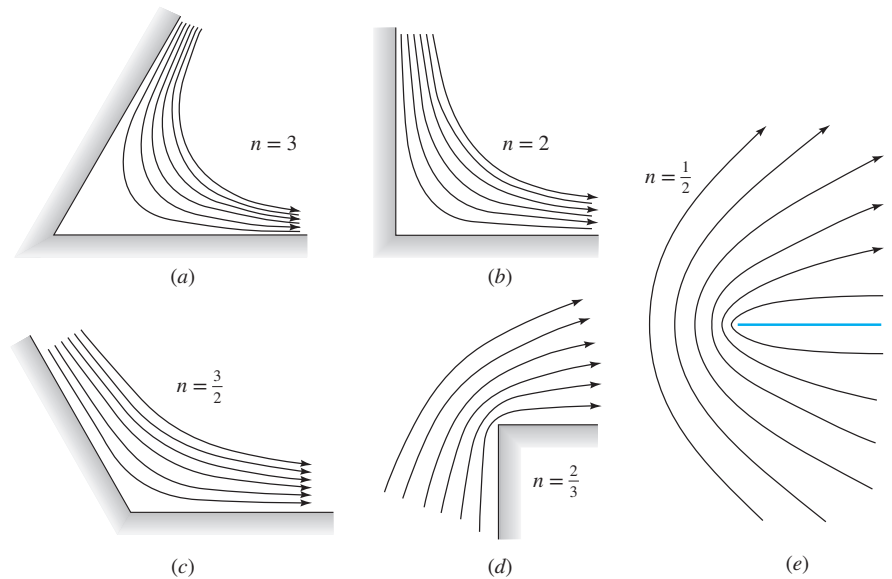 n = 3
(a)
n = 2
(b)
n = 3/2
(c)
n = 2/3
(d)
n = 1/2
(e)